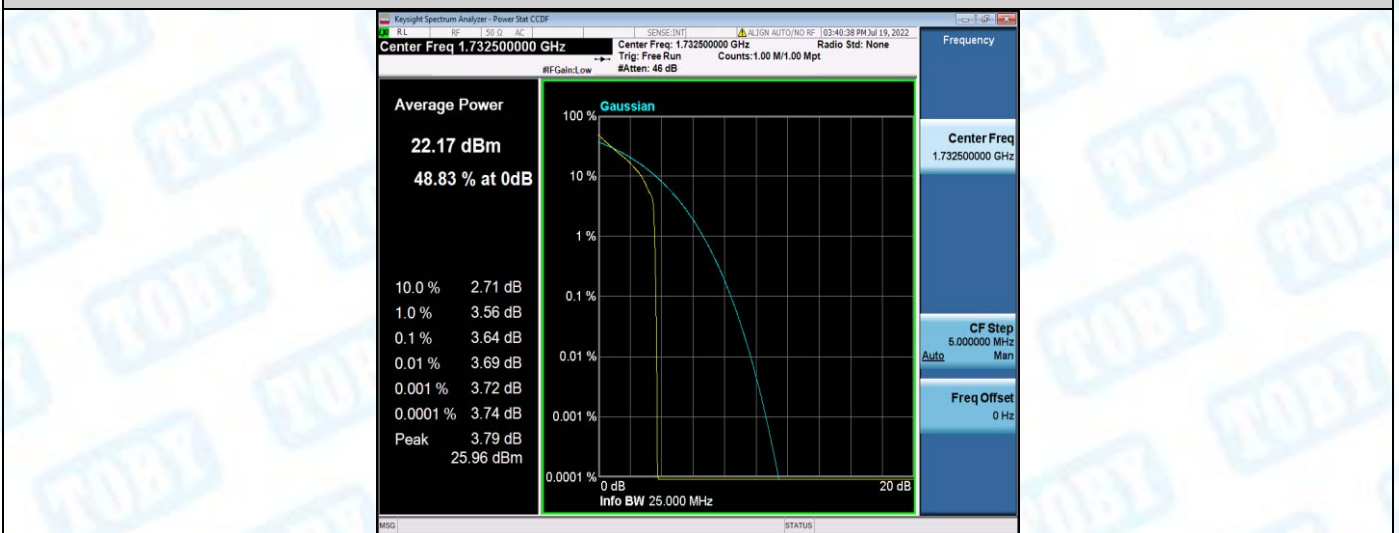 Keysight Spectrum Analyzer - Power Stat CCDF
RL RF 50 Ω AC SENSE:INT ALIGN AUTO/NO RF 03:40:38 PM Jul 19, 2022
Center Freq 1.732500000 GHz
Center Freq: 1.732500000 GHz Radio Std: None
Trig: Free Run Counts:1.00 M/1.00 Mpt
#IFGain:Low #Atten: 46 dB
Frequency
Average Power
22.17 dBm
48.83 % at 0dB
10.0 % 2.71 dB
1.0 % 3.56 dB
0.1 % 3.64 dB
0.01 % 3.69 dB
0.001 % 3.72 dB
0.0001 % 3.74 dB
Peak 3.79 dB
25.96 dBm
Gaussian
100 %
10 %
1 %
0.1 %
0.01 %
0.001 %
0.0001 %
0 dB 20 dB
Info BW 25.000 MHz
Center Freq
1.732500000 GHz
CF Step
5.000000 MHz
Auto Man
Freq Offset
0 Hz
MSG STATUS
TOBY
TOBY
TOBY
TOBY
TOBY
TOBY
TOBY
TOBY